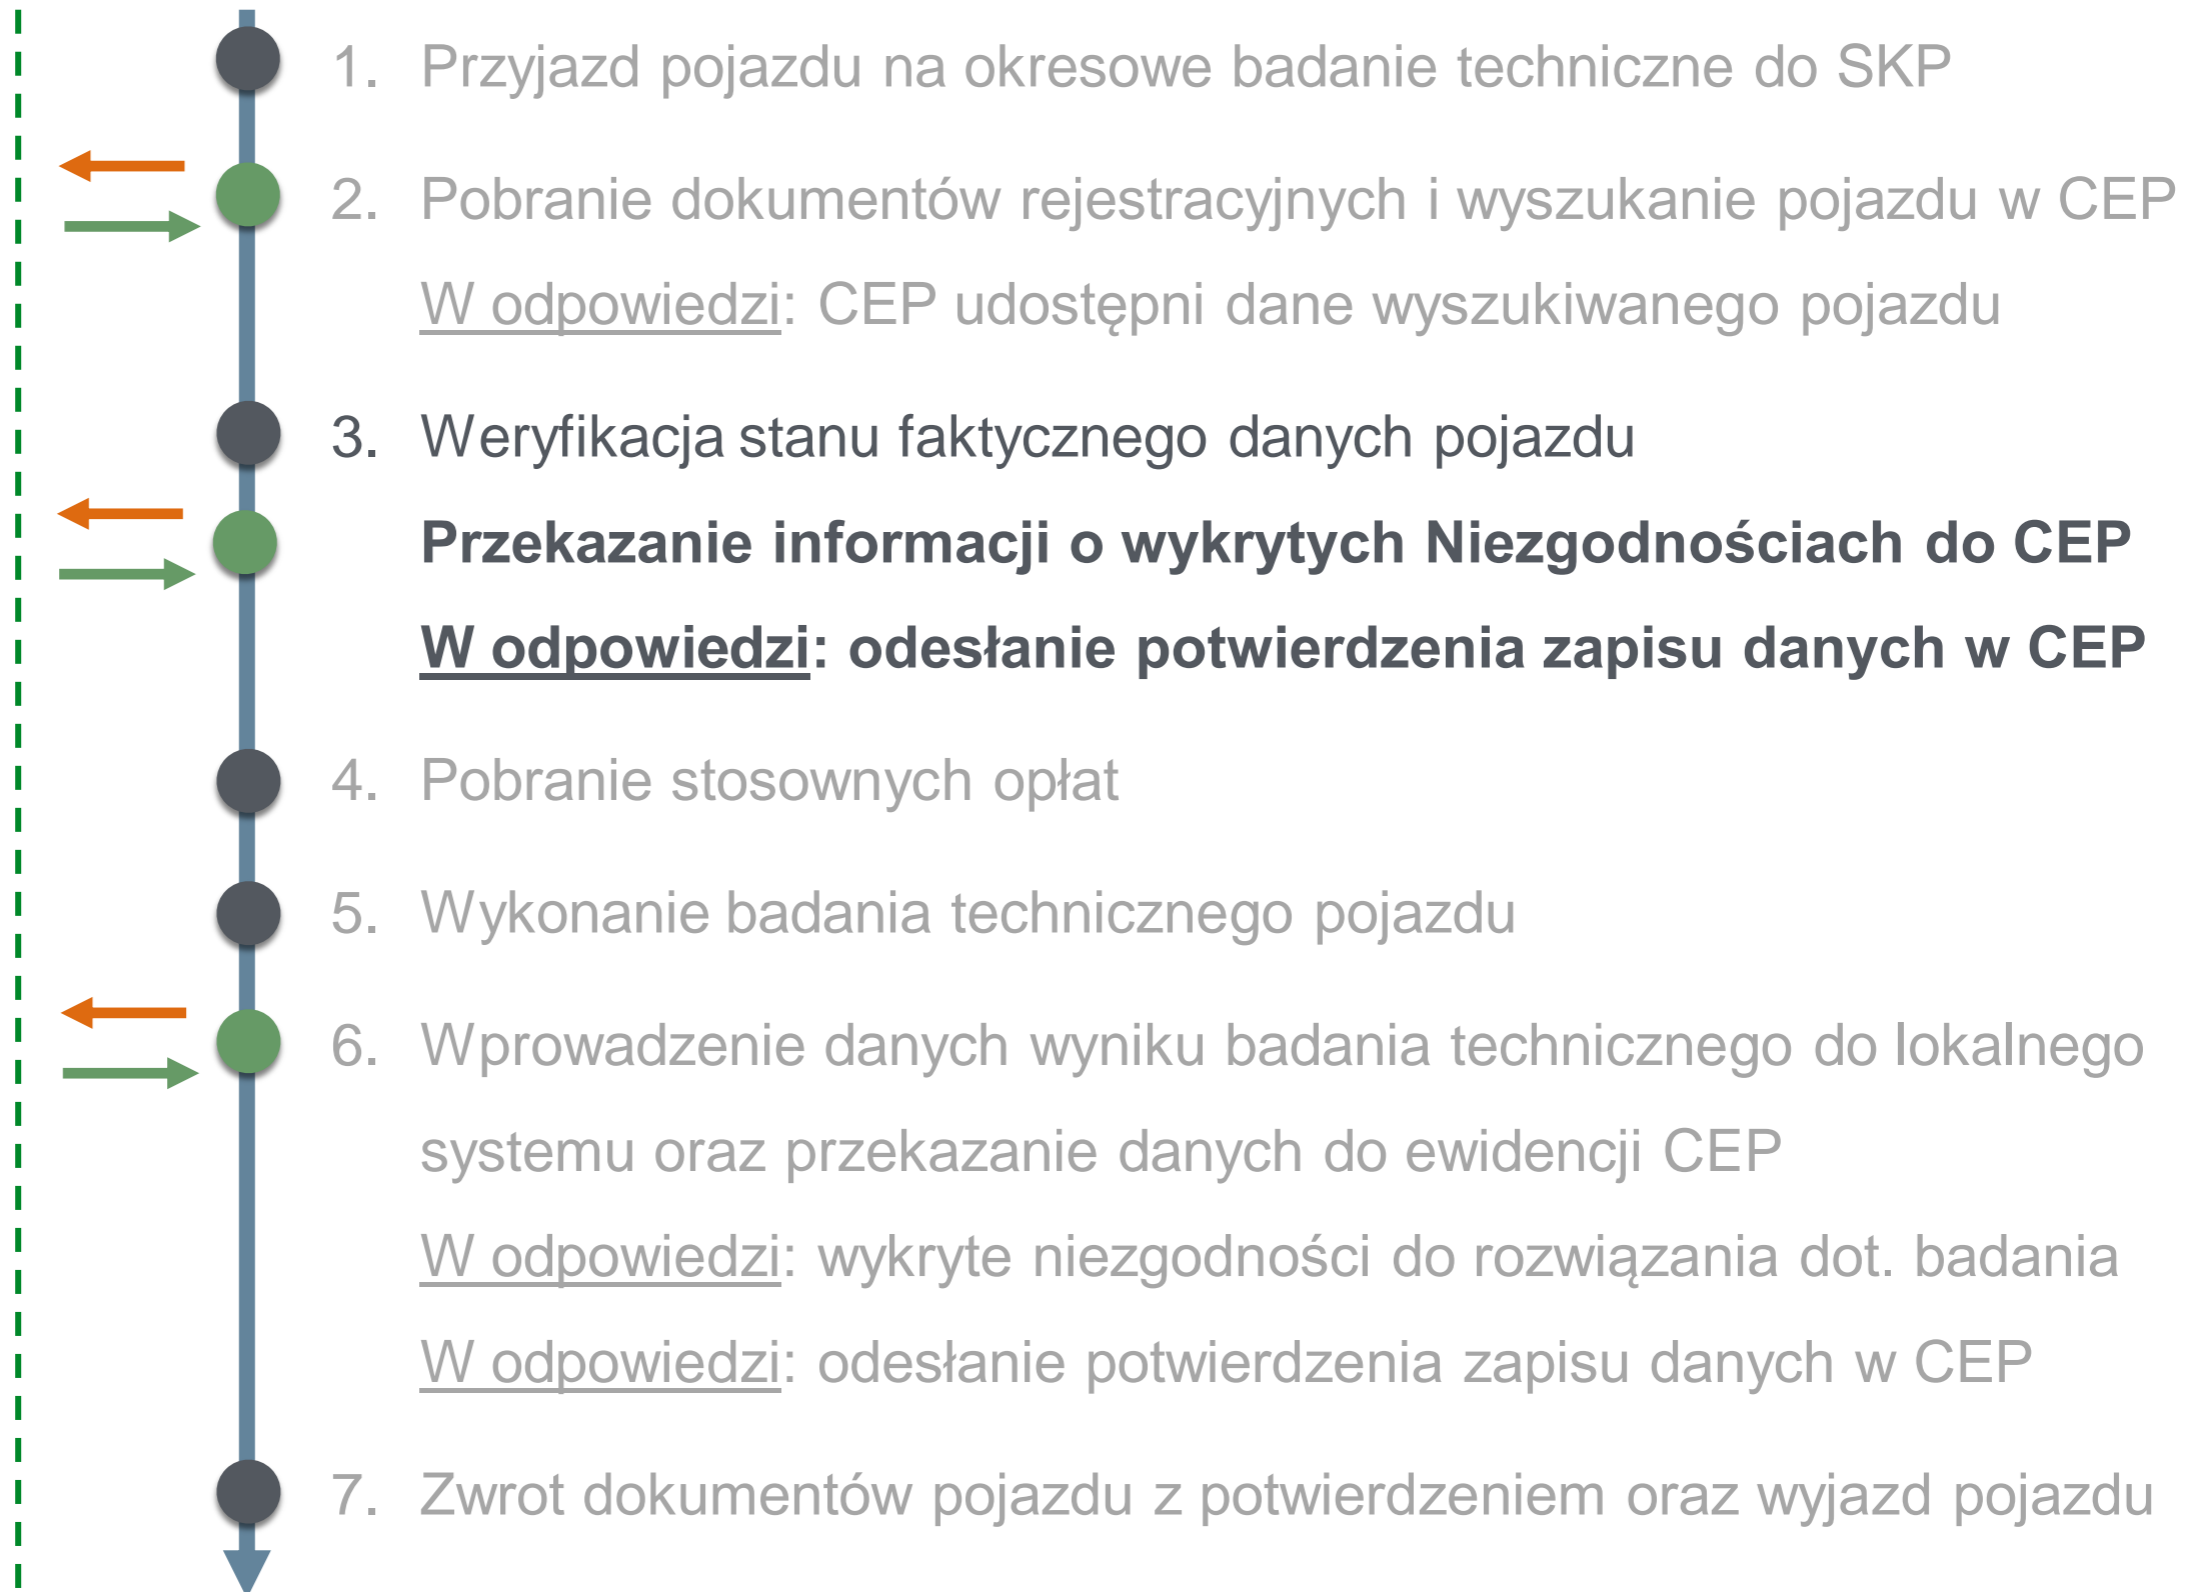 1. Przyjazd pojazdu na okresowe badanie techniczne do SKP
2. Pobranie dokumentów rejestracyjnych i wyszukanie pojazdu w CEP
W odpowiedzi: CEP udostępni dane wyszukiwanego pojazdu
3. Weryfikacja stanu faktycznego danych pojazdu
Przekazanie informacji o wykrytych Niezgodnościach do CEP
W odpowiedzi: odesłanie potwierdzenia zapisu danych w CEP
4. Pobranie stosownych opłat
5. Wykonanie badania technicznego pojazdu
6. Wprowadzenie danych wyniku badania technicznego do lokalnego
systemu oraz przekazanie danych do ewidencji CEP
W odpowiedzi: wykryte niezgodności do rozwiązania dot. badania
W odpowiedzi: odesłanie potwierdzenia zapisu danych w CEP
7. Zwrot dokumentów pojazdu z potwierdzeniem oraz wyjazd pojazdu